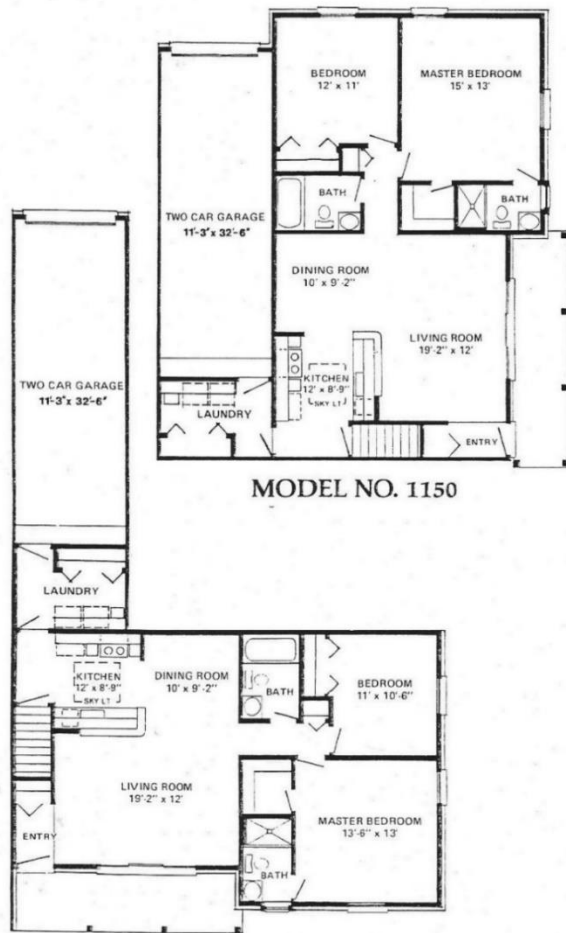 BEDROOM
12' x 11'
MASTER BEDROOM
15' x 13'
BATH
BATH
TWO CAR GARAGE
11'-3" x 32'-6"
DINING ROOM
10' x 9'-2"
LIVING ROOM
19'-2" x 12'
KITCHEN
12' x 8'-9"
SKY LT
LAUNDRY
ENTRY
MODEL NO. 1150
TWO CAR GARAGE
11'-3" x 32'-6"
LAUNDRY
KITCHEN
12' x 8'-9"
SKY LT
DINING ROOM
10' x 9'-2"
BATH
BEDROOM
11' x 10'-6"
LIVING ROOM
19'-2" x 12'
MASTER BEDROOM
13'-6" x 13'
ENTRY
BATH